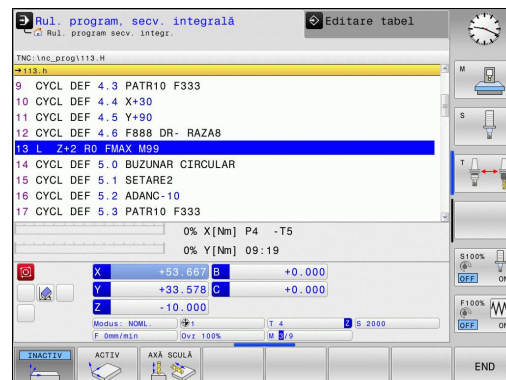 Rul. program, secv. integrală
Rul. program secv. integr.
Editare tabel
TNC:\nc_prog\113.H
→113.h
9 CYCL DEF 4.3 PATR10 F333
10 CYCL DEF 4.4 X+30
11 CYCL DEF 4.5 Y+90
12 CYCL DEF 4.6 F888 DR- RAZA8
13 L Z+2 R0 FMAX M99
14 CYCL DEF 5.0 BUZUNAR CIRCULAR
15 CYCL DEF 5.1 SETARE2
16 CYCL DEF 5.2 ADANC-10
17 CYCL DEF 5.3 PATR10 F333
0% X[Nm] P4 -T5
0% Y[Nm] 09:19
X +53.667 B +0.000
Y +33.578 C +0.000
Z -10.000
Modus: NOML. 1 T 4 Z S 2000
F 0mm/min Ovr 100% M 3/9
M
S
T
S100%
OFF ON
F100%
OFF ON
INACTIV ACTIV AXĂ SCULĂ END